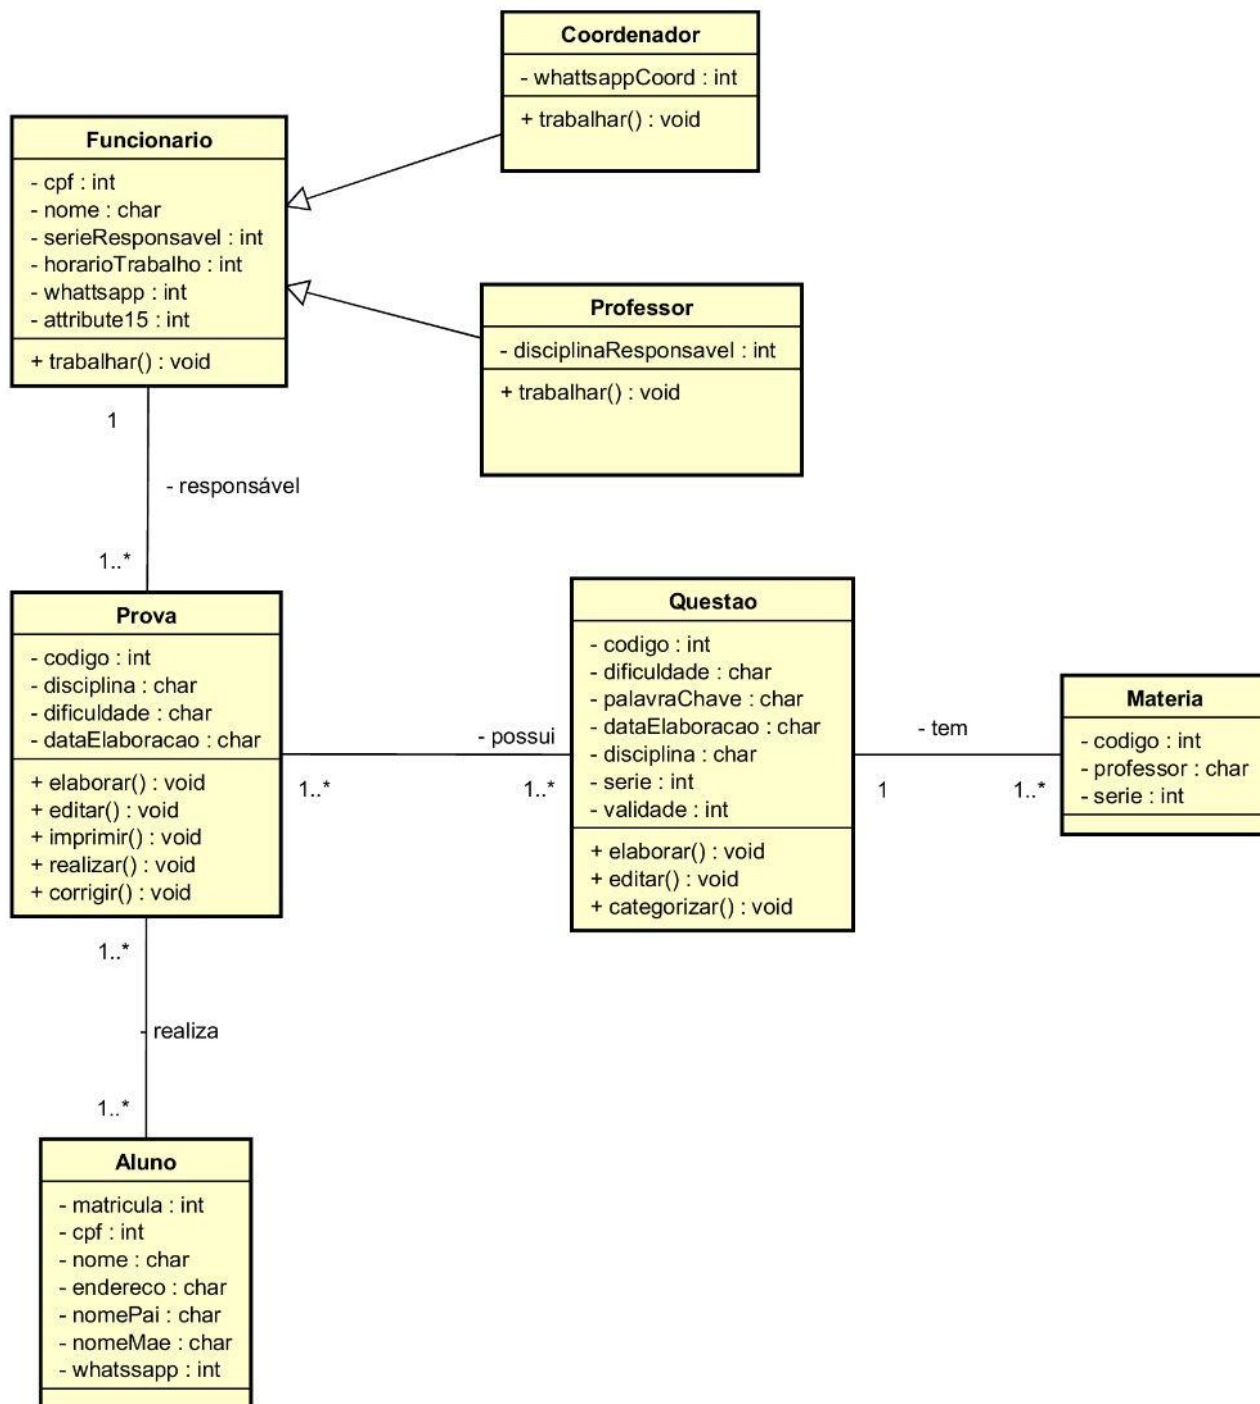 Coordenador
- whattsappCoord : int
+ trabalhar() : void
Funcionario
- cpf : int
- nome : char
- serieResponsavel : int
- horarioTrabalho : int
- whattsapp : int
- attribute15 : int
+ trabalhar() : void
Professor
- disciplinaResponsavel : int
+ trabalhar() : void
1
- responsável
1..*
Prova
- codigo : int
- disciplina : char
- dificuldade : char
- dataElaboracao : char
+ elaborar() : void
+ editar() : void
+ imprimir() : void
+ realizar() : void
+ corrigir() : void
- possui
1..*
1..*
Questao
- codigo : int
- dificuldade : char
- palavraChave : char
- dataElaboracao : char
- disciplina : char
- serie : int
- validade : int
+ elaborar() : void
+ editar() : void
+ categorizar() : void
- tem
1
1..*
Materia
- codigo : int
- professor : char
- serie : int
1..*
- realiza
1..*
Aluno
- matricula : int
- cpf : int
- nome : char
- endereco : char
- nomePai : char
- nomeMae : char
- whatssapp : int